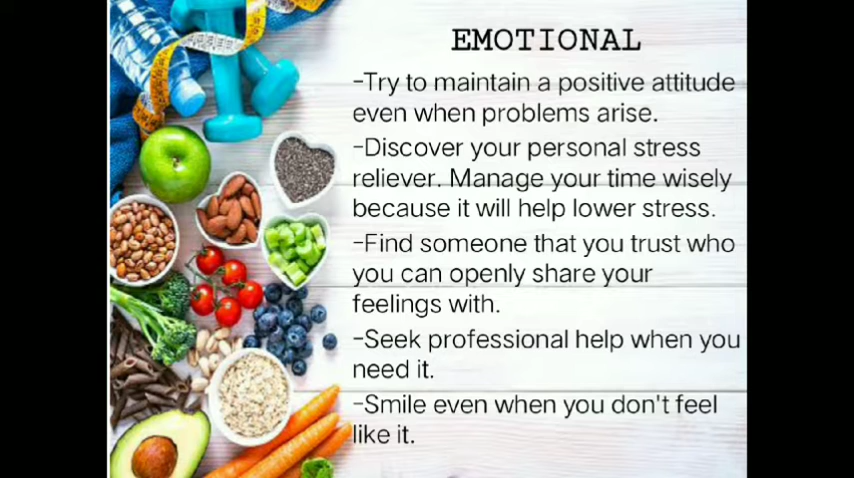 EMOTIONAL
-Try to maintain a positive attitude
even when problems arise.
-Discover your personal stress
reliever. Manage your time wisely
because it will help lower stress.
-Find someone that you trust who
you can openly share your
feelings with.
-Seek professional help when you
need it.
-Smile even when you don't feel
like it.